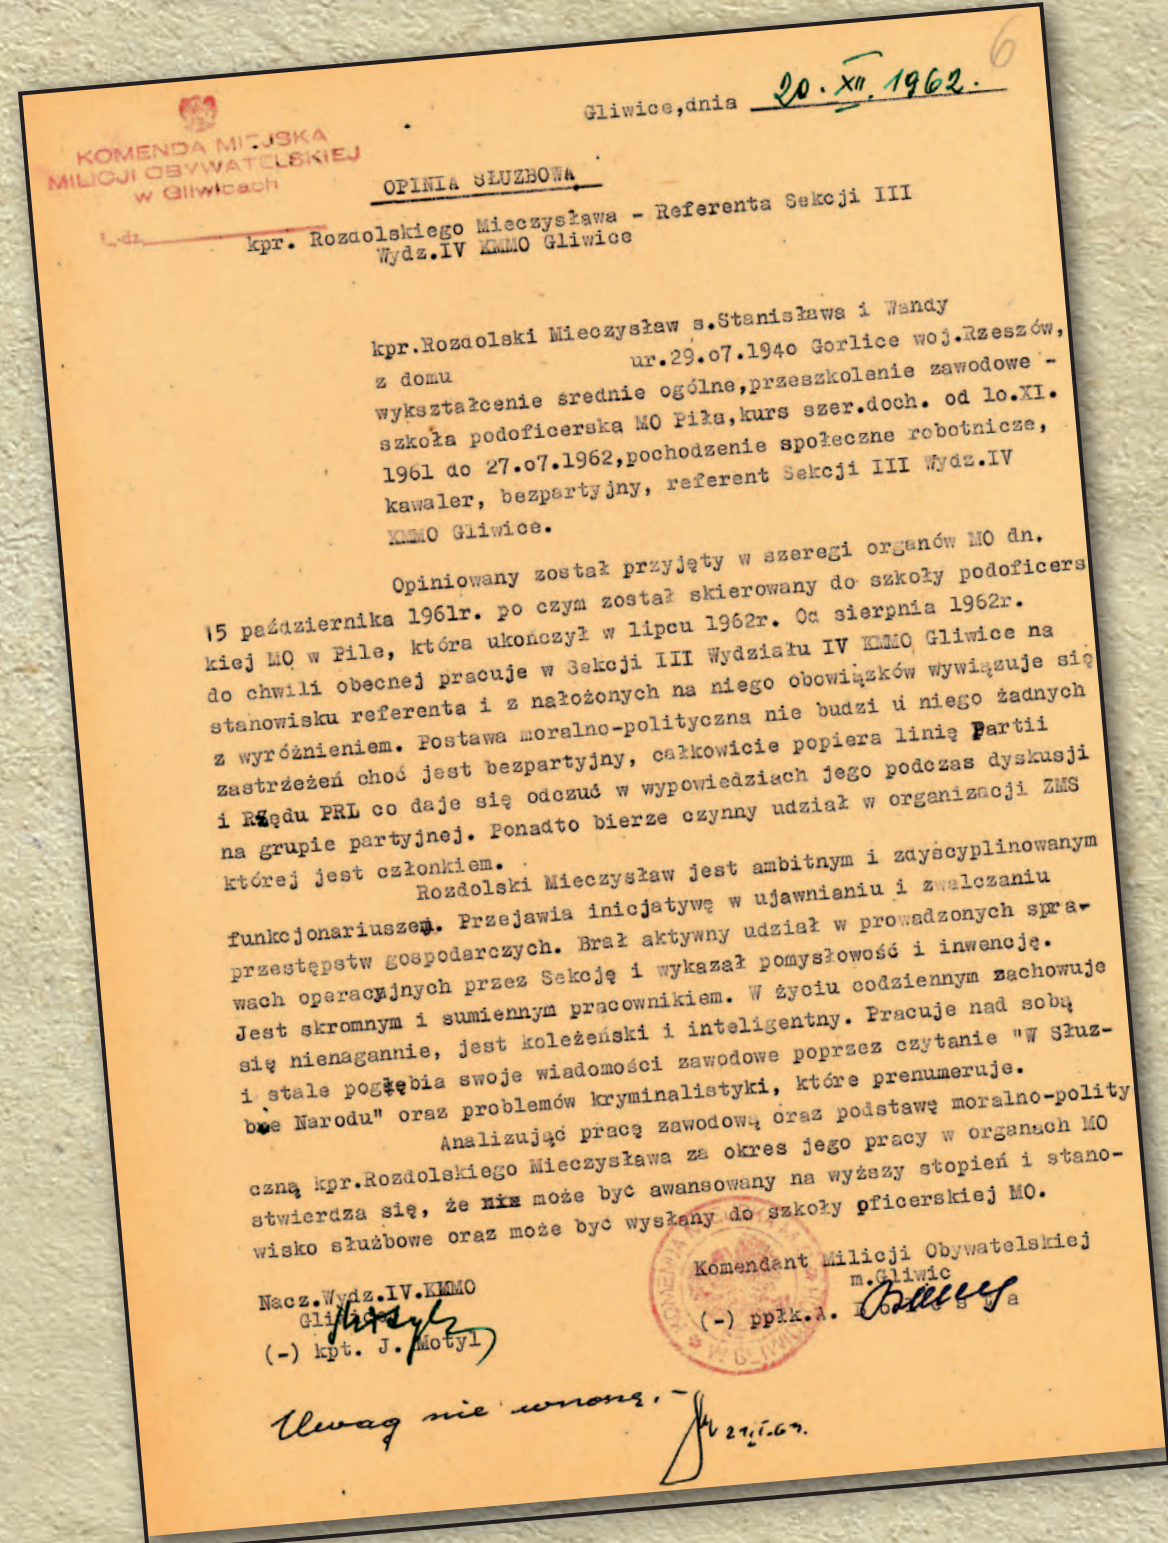 6
Gliwice,dnia 20. XII. 1962.
KOMENDA MIEJSKA
MILICJI OBYWATELSKIEJ
w Gliwicach
L.dz.
OPINIA SŁUZBOWA
kpr. Rozdolskiego Mieczysława - Referenta Sekcji III
Wydz.IV KMMO Gliwice
kpr.Rozdolski Mieczysław s.Stanisława i Wandy
z domu ur.29.o7.194o Gorlice woj.Rzeszów,
wykształcenie średnie ogólne,przeszkolenie zawodowe -
szkoła podoficerska MO Piła,kurs szer.doch. od 1o.XI.
1961 do 27.o7.1962,pochodzenie społeczne robotnicze,
kawaler, bezpartyjny, referent Sekcji III Wydz.IV
KMMO Gliwice.
Opiniowany został przyjęty w szeregi organów MO dn.
15 października 1961r. po czym został skierowany do szkoły podoficers
kiej MO w Pile, która ukończył w lipcu 1962r. Od sierpnia 1962r.
do chwili obecnej pracuje w Sekcji III Wydziału IV KMMO Gliwice na
stanowisku referenta i z nałożonych na niego obowiązków wywiązuje się
z wyróżnieniem. Postawa moralno-polityczna nie budzi u niego żadnych
zastrzeżeń choć jest bezpartyjny, całkowicie popiera linię Partii
i Rządu PRL co daje się odczuć w wypowiedziach jego podczas dyskusji
na grupie partyjnej. Ponadto bierze czynny udział w organizacji ZMS
której jest członkiem.
Rozdolski Mieczysław jest ambitnym i zdyscyplinowanym
funkcjonariuszem. Przejawia inicjatywę w ujawnianiu i zwalczaniu
przestępstw gospodarczych. Brał aktywny udział w prowadzonych spra-
wach operacyjnych przez Sekcję i wykazał pomysłowość i inwencję.
Jest skromnym i sumiennym pracownikiem. W życiu codziennym zachowuje
się nienagannie, jest koleżeński i inteligentny. Pracuje nad sobą
i stale pogłębia swoje wiadomości zawodowe poprzez czytanie "W Służ-
bie Narodu" oraz problemów kryminalistyki, które prenumeruje.
Analizując pracę zawodową oraz podstawę moralno-polity
czną kpr.Rozdolskiego Mieczysława za okres jego pracy w organach MO
stwierdza się, że może być awansowany na wyższy stopień i stano-
wisko służbowe oraz może być wysłany do szkoły oficerskiej MO.
Nacz.Wydz.IV.KMMO
(-) kpt. J. Motyl
Komendant Milicji Obywatelskiej
m.Gliwic
(-) ppłk.A.
Uwag nie wnoszę.-